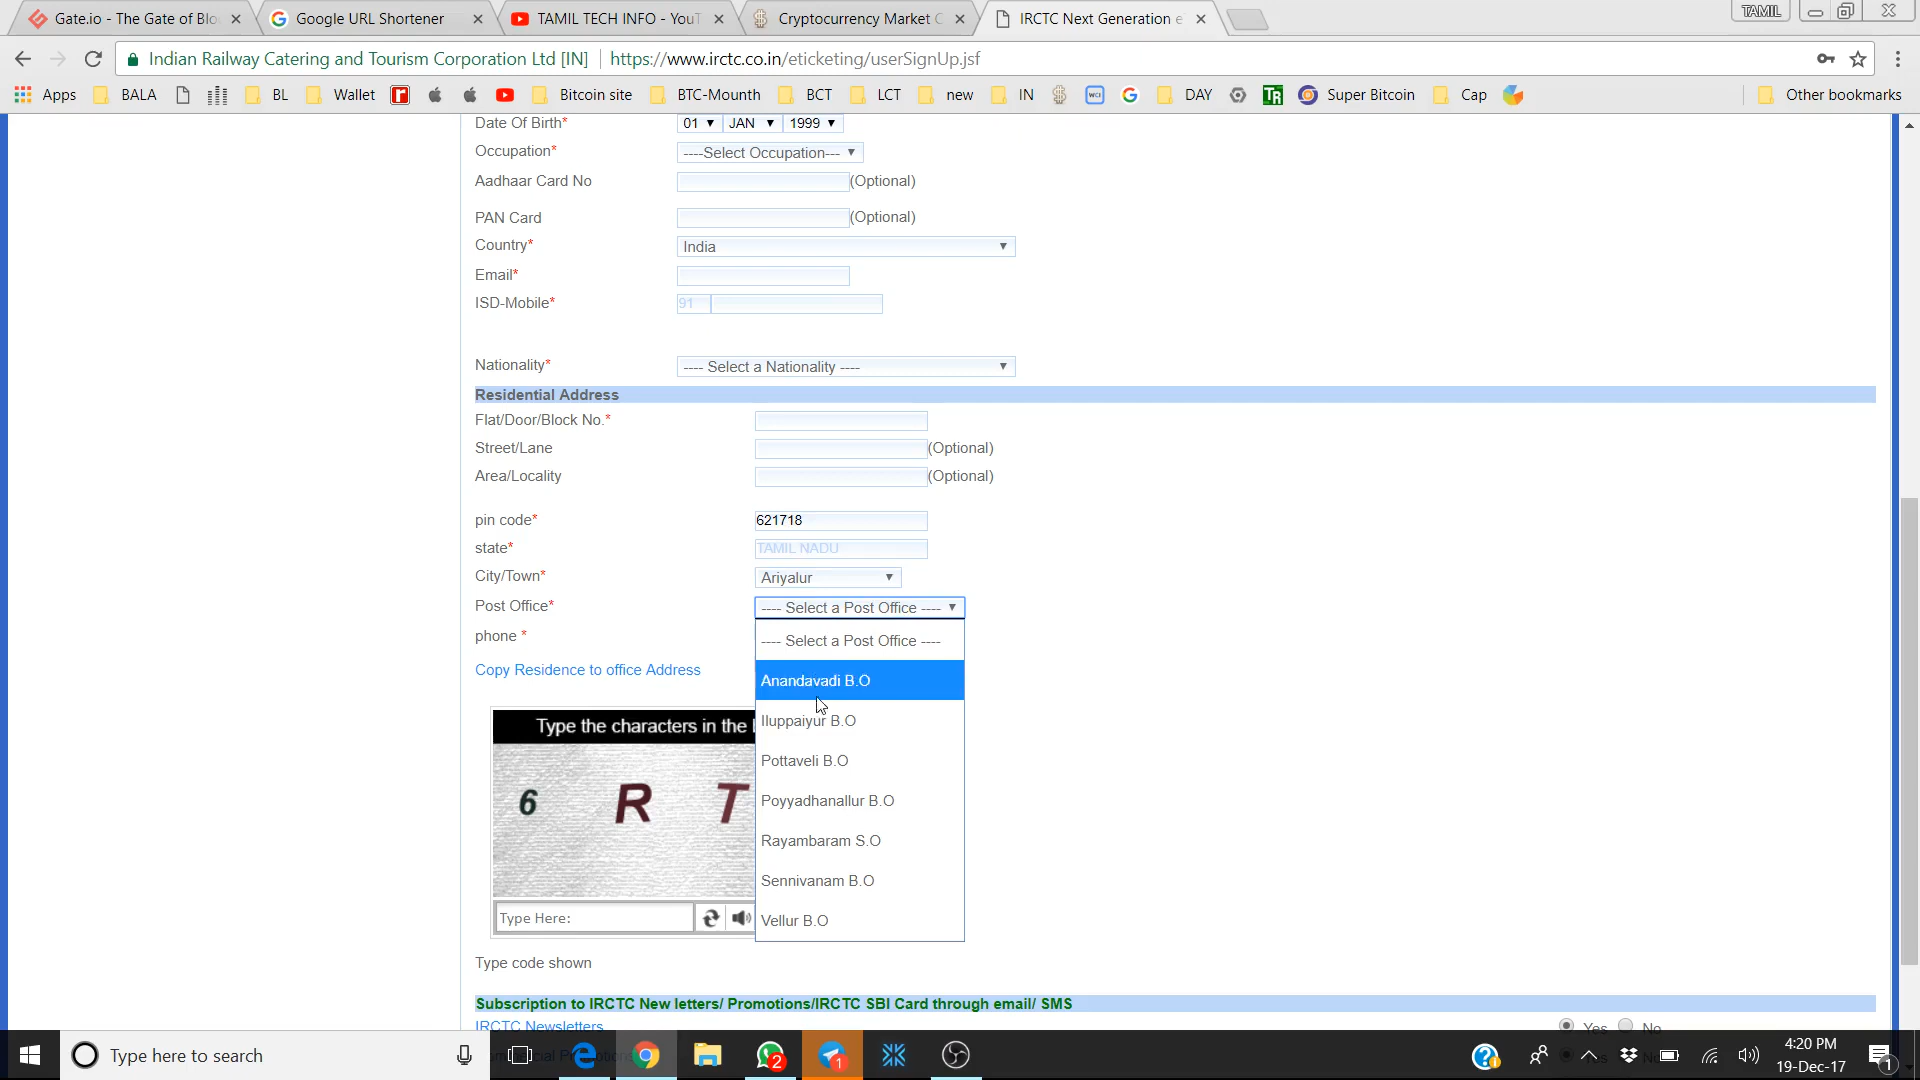 Gate.io - The Gate of Blo
Google URL Shortener
TAMIL TECH INFO - YouT
Cryptocurrency Market C
IRCTC Next Generation e
TAMIL
Indian Railway Catering and Tourism Corporation Ltd [IN]
https://www.irctc.co.in/eticketing/userSignUp.jsf
Apps
BALA
BL
Wallet
Bitcoin site
BTC-Mounth
BCT
LCT
new
IN
WCI
DAY
TR
Super Bitcoin
Cap
Other bookmarks
Date Of Birth* 01 JAN 1999
Occupation* ----Select Occupation---
Aadhaar Card No (Optional)
PAN Card (Optional)
Country* India
Email*
ISD-Mobile* 91
Nationality* ---- Select a Nationality ----
Residential Address
Flat/Door/Block No.*
Street/Lane (Optional)
Area/Locality (Optional)
pin code* 621718
state* TAMIL NADU
City/Town* Ariyalur
Post Office* ---- Select a Post Office ----
phone *
---- Select a Post Office ----
Copy Residence to office Address
Anandavadi B.O
Iluppaiyur B.O
Pottaveli B.O
Poyyadhanallur B.O
Rayambaram S.O
Sennivanam B.O
Vellur B.O
Type the characters in the
6 R T
Type Here:
Type code shown
Subscription to IRCTC New letters/ Promotions/IRCTC SBI Card through email/ SMS
IRCTC Newsletters Yes No
Type here to search
2
1
4:20 PM
19-Dec-17
1